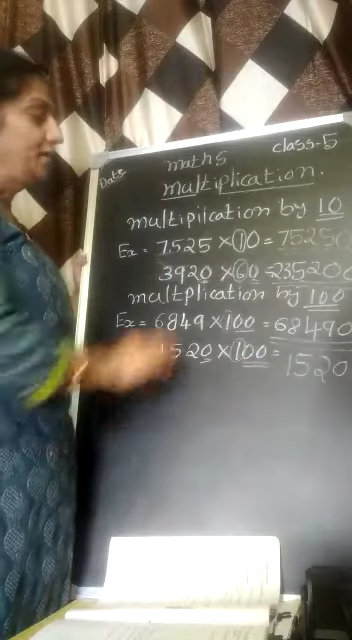 Date
maths
class-5
multiplication.
multiplication by 10
Ex = 7525 × 10 = 75250
3920 × 60 = 235200
multplication by 100
Ex = 6849 × 100 = 68490
1520 × 100 = 1520